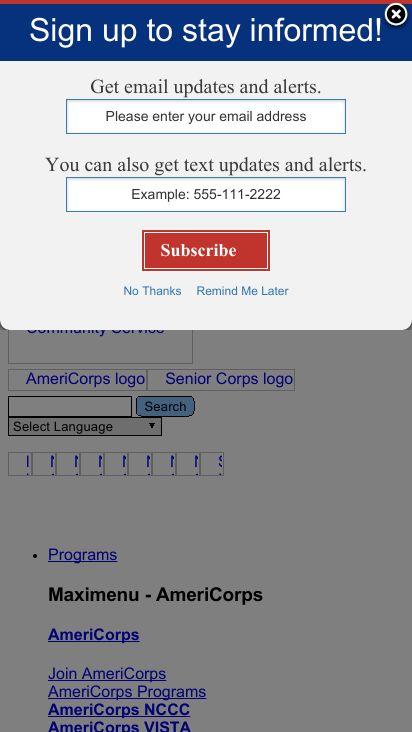 Sign up to stay informed!
Get email updates and alerts.
Please enter your email address
You can also get text updates and alerts.
Example: 555-111-2222
Subscribe
No Thanks Remind Me Later
Community Service
AmeriCorps logo Senior Corps logo
Search
Select Language
Programs
Maximenu - AmeriCorps
AmeriCorps
Join AmeriCorps
AmeriCorps Programs
AmeriCorps NCCC
AmeriCorps VISTA